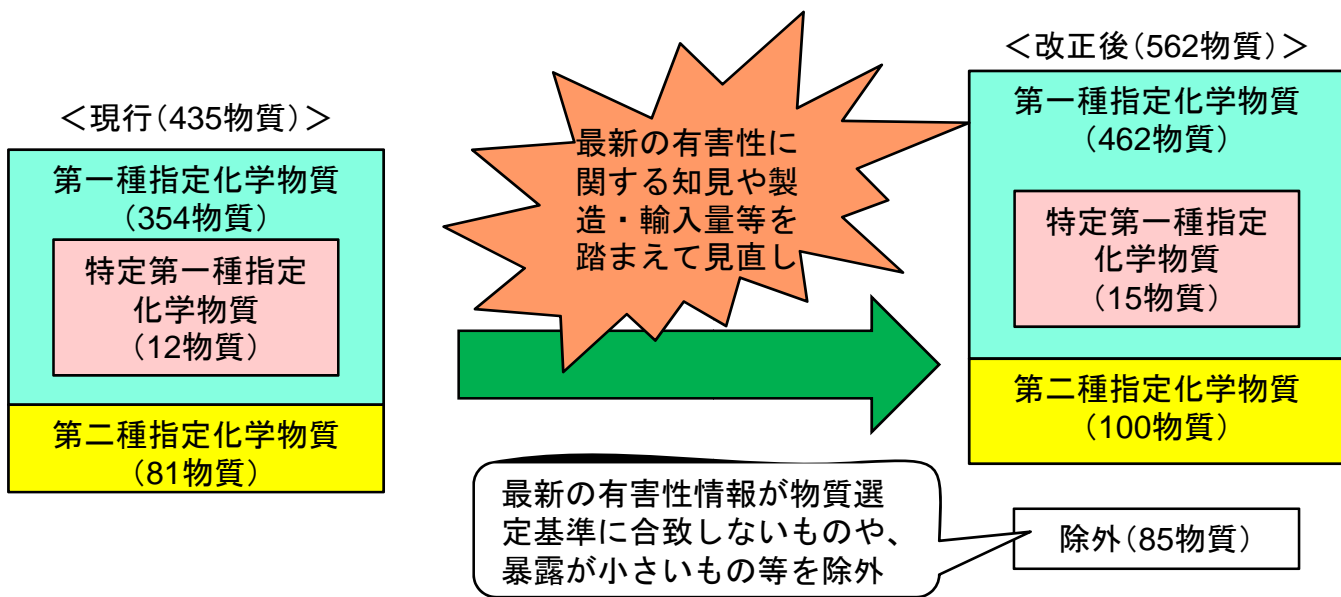 ＜現行（435物質）＞
第一種指定化学物質
（354物質）
特定第一種指定
化学物質
（12物質）
第二種指定化学物質
（81物質）
最新の有害性に
関する知見や製
造・輸入量等を
踏まえて見直し
＜改正後（562物質）＞
第一種指定化学物質
（462物質）
特定第一種指定
化学物質
（15物質）
第二種指定化学物質
（100物質）
最新の有害性情報が物質選
定基準に合致しないものや、
暴露が小さいもの等を除外
除外（85物質）